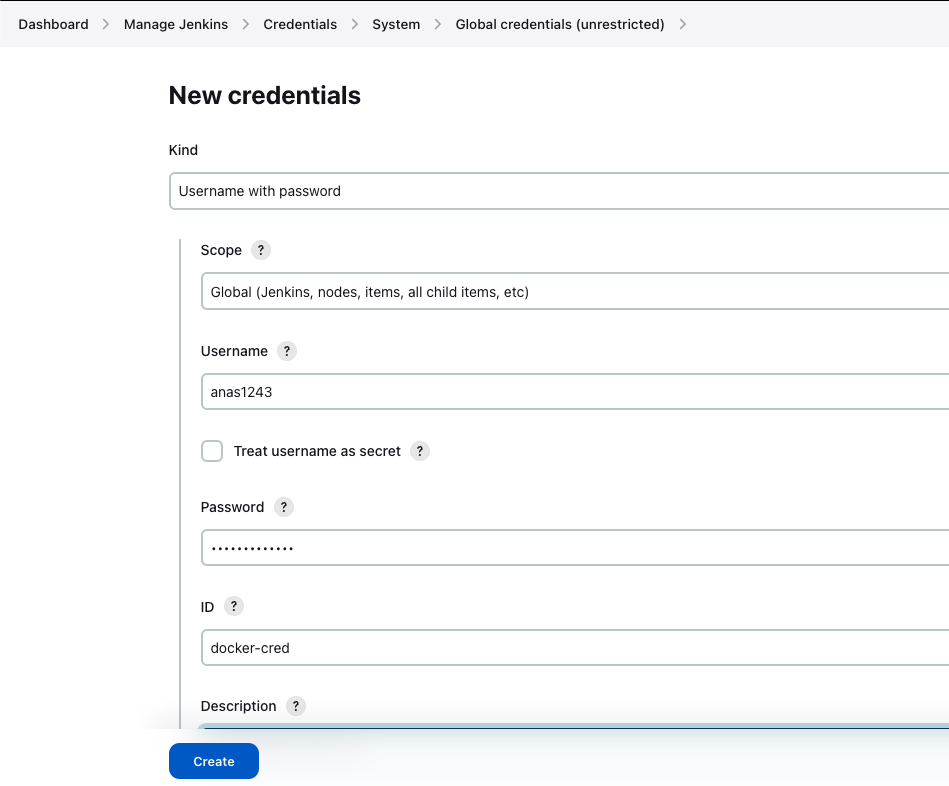 Dashboard > Manage Jenkins > Credentials > System > Global credentials (unrestricted) >
New credentials
Kind
Username with password
Scope ?
Global (Jenkins, nodes, items, all child items, etc)
Username ?
anas1243
Treat username as secret ?
Password ?
•••••••••••••
ID ?
docker-cred
Description ?
Create